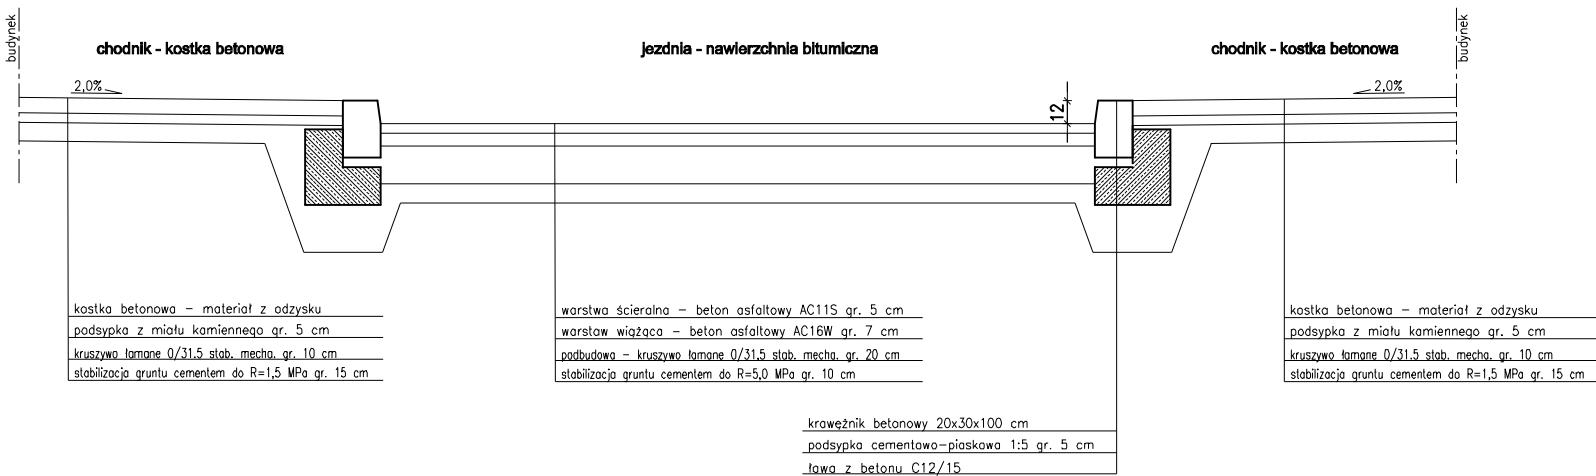 budynek
chodnik - kostka betonowa
jezdnia - nawierzchnia bitumiczna
chodnik - kostka betonowa
budynek
2,0%
12
2,0%
kostka betonowa – materiał z odzysku
podsypka z miału kamiennego gr. 5 cm
kruszywo łamane 0/31.5 stab. mecha. gr. 10 cm
stabilizacja gruntu cementem do R=1,5 MPa gr. 15 cm
warstwa ścieralna – beton asfaltowy AC11S gr. 5 cm
warstaw wiążąca – beton asfaltowy AC16W gr. 7 cm
podbudowa – kruszywo łamane 0/31.5 stab. mecha. gr. 20 cm
stabilizacja gruntu cementem do R=5,0 MPa gr. 10 cm
kostka betonowa – materiał z odzysku
podsypka z miału kamiennego gr. 5 cm
kruszywo łamane 0/31.5 stab. mecha. gr. 10 cm
stabilizacja gruntu cementem do R=1,5 MPa gr. 15 cm
krawężnik betonowy 20x30x100 cm
podsypka cementowo–piaskowa 1:5 gr. 5 cm
ława z betonu C12/15